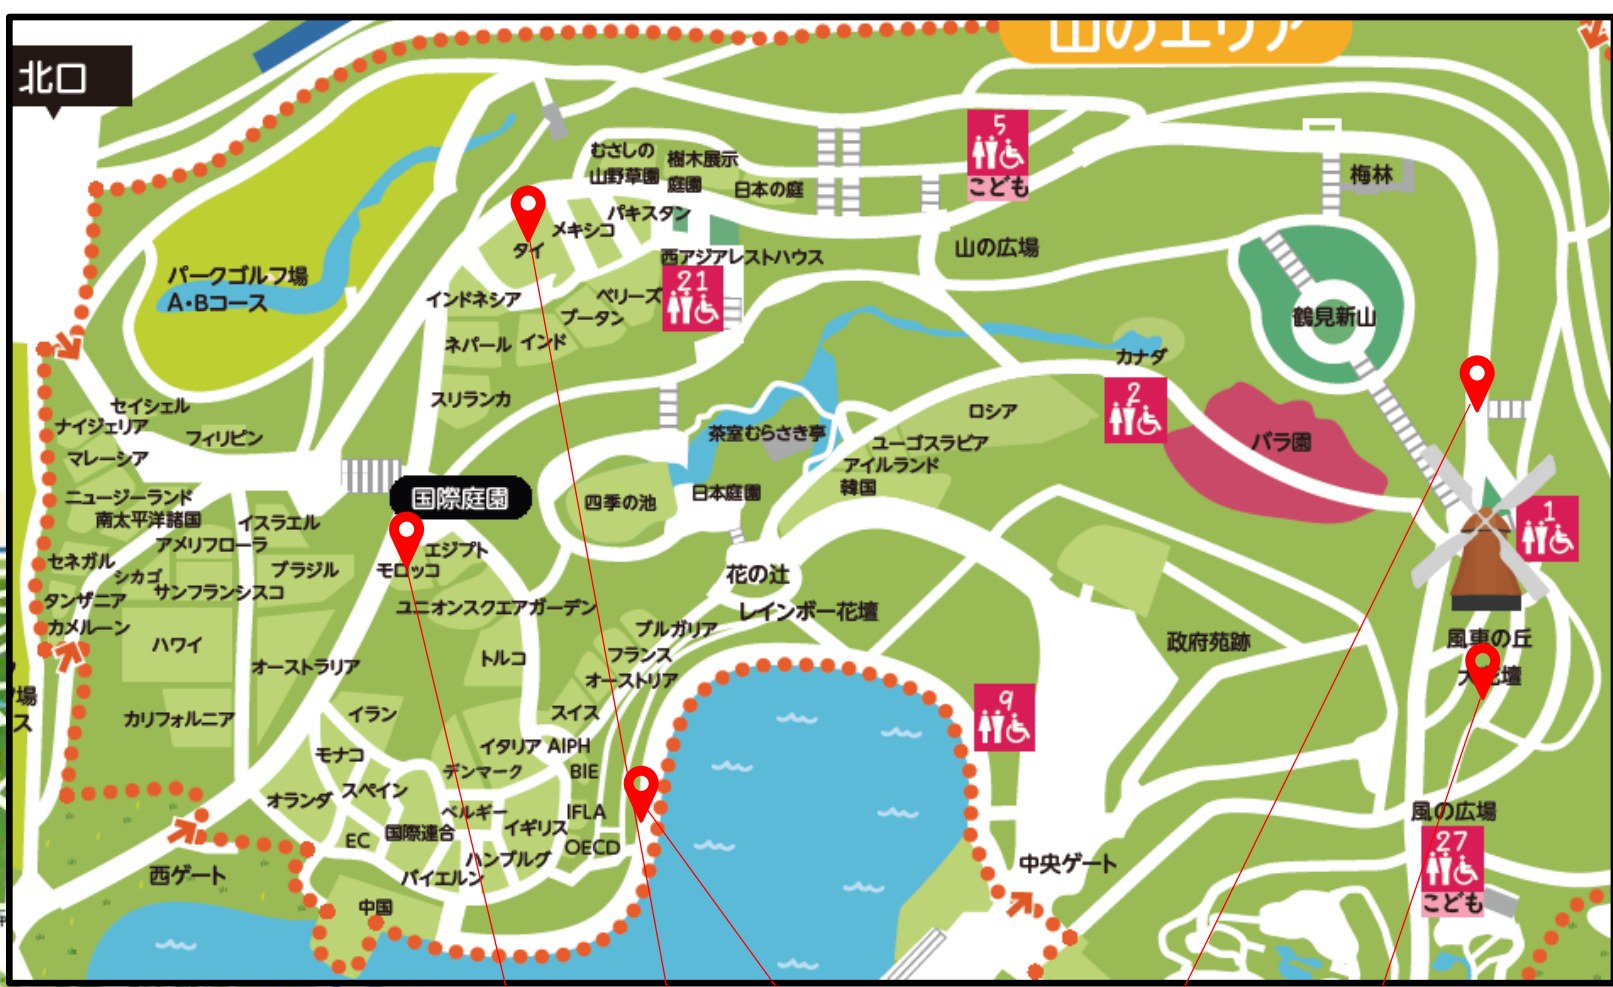 山のエリア
北口
5
こども
むさしの
山野草園
樹木展示
庭園
日本の庭
梅林
パキスタン
メキシコ
タイ
西アジアレストハウス
山の広場
パークゴルフ場
A・Bコース
21
インドネシア
ベリーズ
ブータン
鶴見新山
ネパール
インド
カナダ
2
スリランカ
セイシェル
ナイジェリア
フィリピン
マレーシア
ロシア
茶室むらさき亭
ユーゴスラビア
アイルランド
韓国
バラ園
国際庭園
ニュージーランド
南太平洋諸国
イスラエル
四季の池
日本庭園
1
アメリフローラ
セネガル
シカゴ
ブラジル
エジプト
モロッコ
サンフランシスコ
タンザニア
カメルーン
花の辻
レインボー花壇
ユニオンスクエアガーデン
ハワイ
オーストラリア
トルコ
ブルガリア
フランス
オーストリア
政府苑跡
風車の丘
大花壇
場
ス
カリフォルニア
イラン
スイス
9
モナコ
イタリア
AIPH
デンマーク
BIE
オランダ
スペイン
ベルギー
IFLA
EC
国際連合
イギリス
OECD
ハンブルグ
バイエルン
風の広場
27
こども
西ゲート
中国
中央ゲート